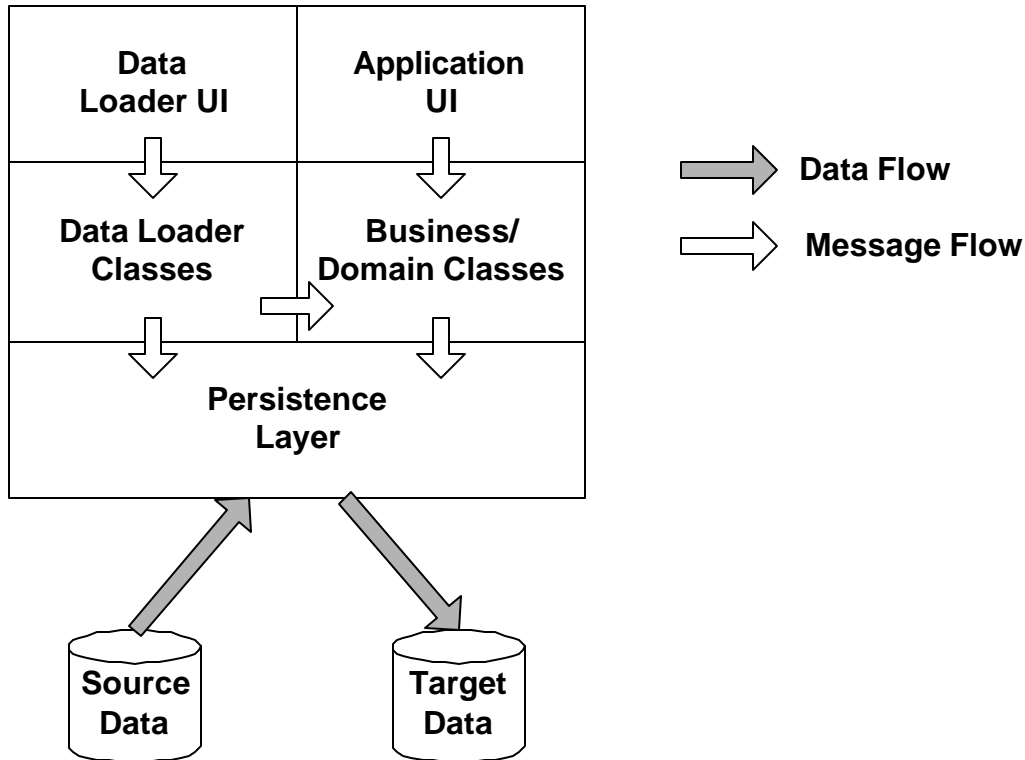 Data
Loader UI
Application
UI
Data Loader
Classes
Business/
Domain Classes
Persistence
Layer
Source
Data
Target
Data
Data Flow
Message Flow